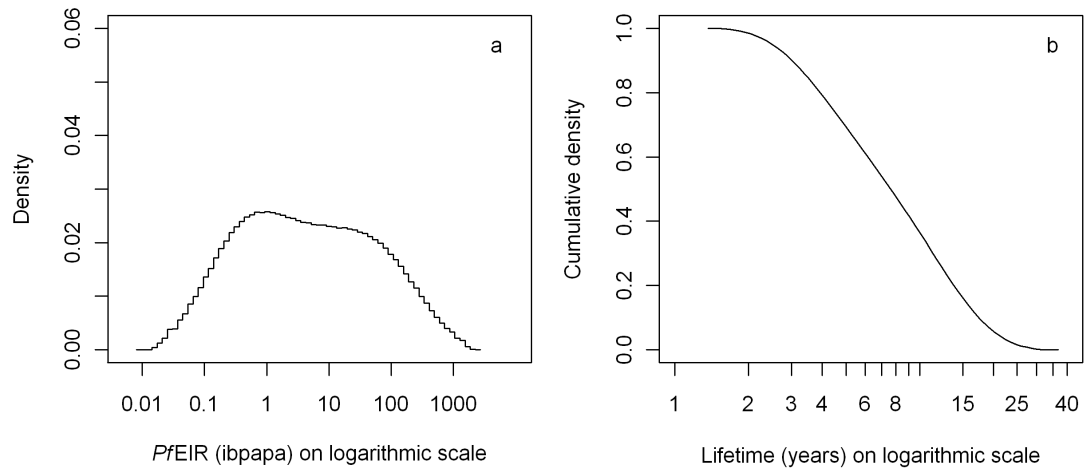 a
0.06
0.04
0.02
0.00
Density
0.01 0.1 1 10 100 1000
PfEIR (ibpapa) on logarithmic scale
b
1.0
0.8
0.6
0.4
0.2
0.0
Cumulative density
1 2 3 4 6 8 15 25 40
Lifetime (years) on logarithmic scale